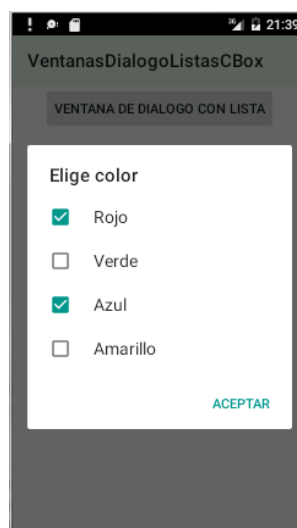 21:39
VentanasDialogoListasCBox
VENTANA DE DIALOGO CON LISTA
Elige color
Rojo
Verde
Azul
Amarillo
ACEPTAR